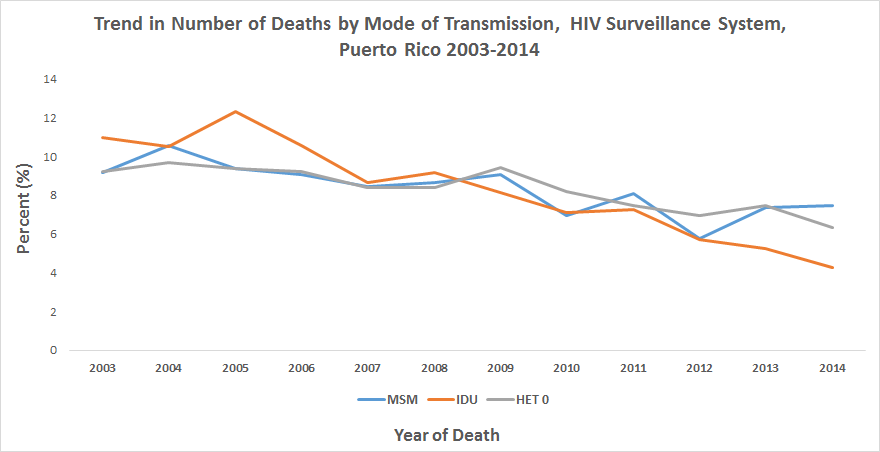 Trend in Number of Deaths by Mode of Transmission, HIV Surveillance System,
Puerto Rico 2003-2014
Percent (%)
14
12
10
8
6
4
2
0
2003 2004 2005 2006 2007 2008 2009 2010 2011 2012 2013 2014
MSM IDU HET 0
Year of Death